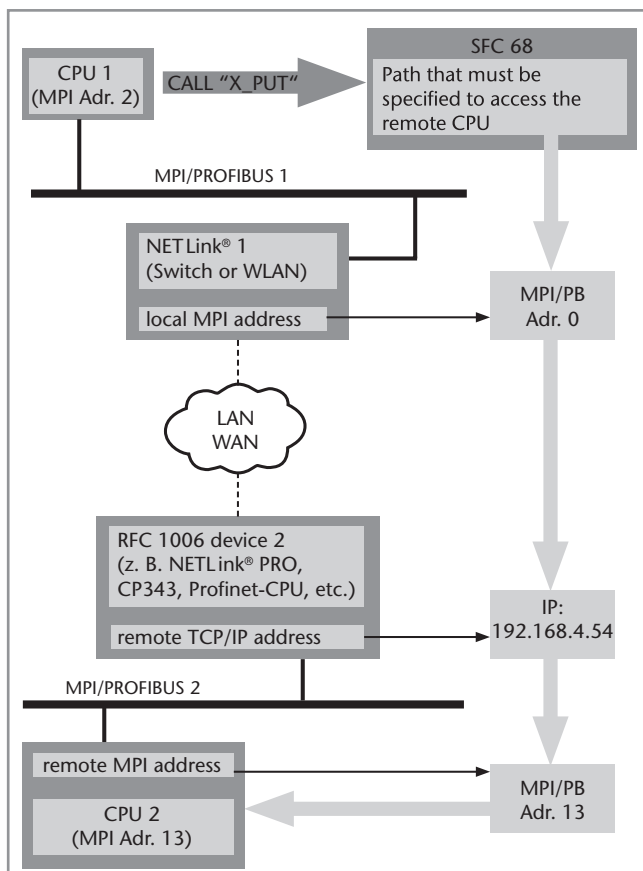 CPU 1
(MPI Adr. 2)
CALL “X_PUT“
SFC 68
Path that must be
specified to access the
remote CPU
MPI/PROFIBUS 1
NETLink® 1
(Switch or WLAN)
local MPI address
MPI/PB
Adr. 0
LAN
WAN
RFC 1006 device 2
(z. B. NETLink® PRO,
CP343, Profinet-CPU, etc.)
remote TCP/IP address
IP:
192.168.4.54
MPI/PROFIBUS 2
remote MPI address
CPU 2
(MPI Adr. 13)
MPI/PB
Adr. 13